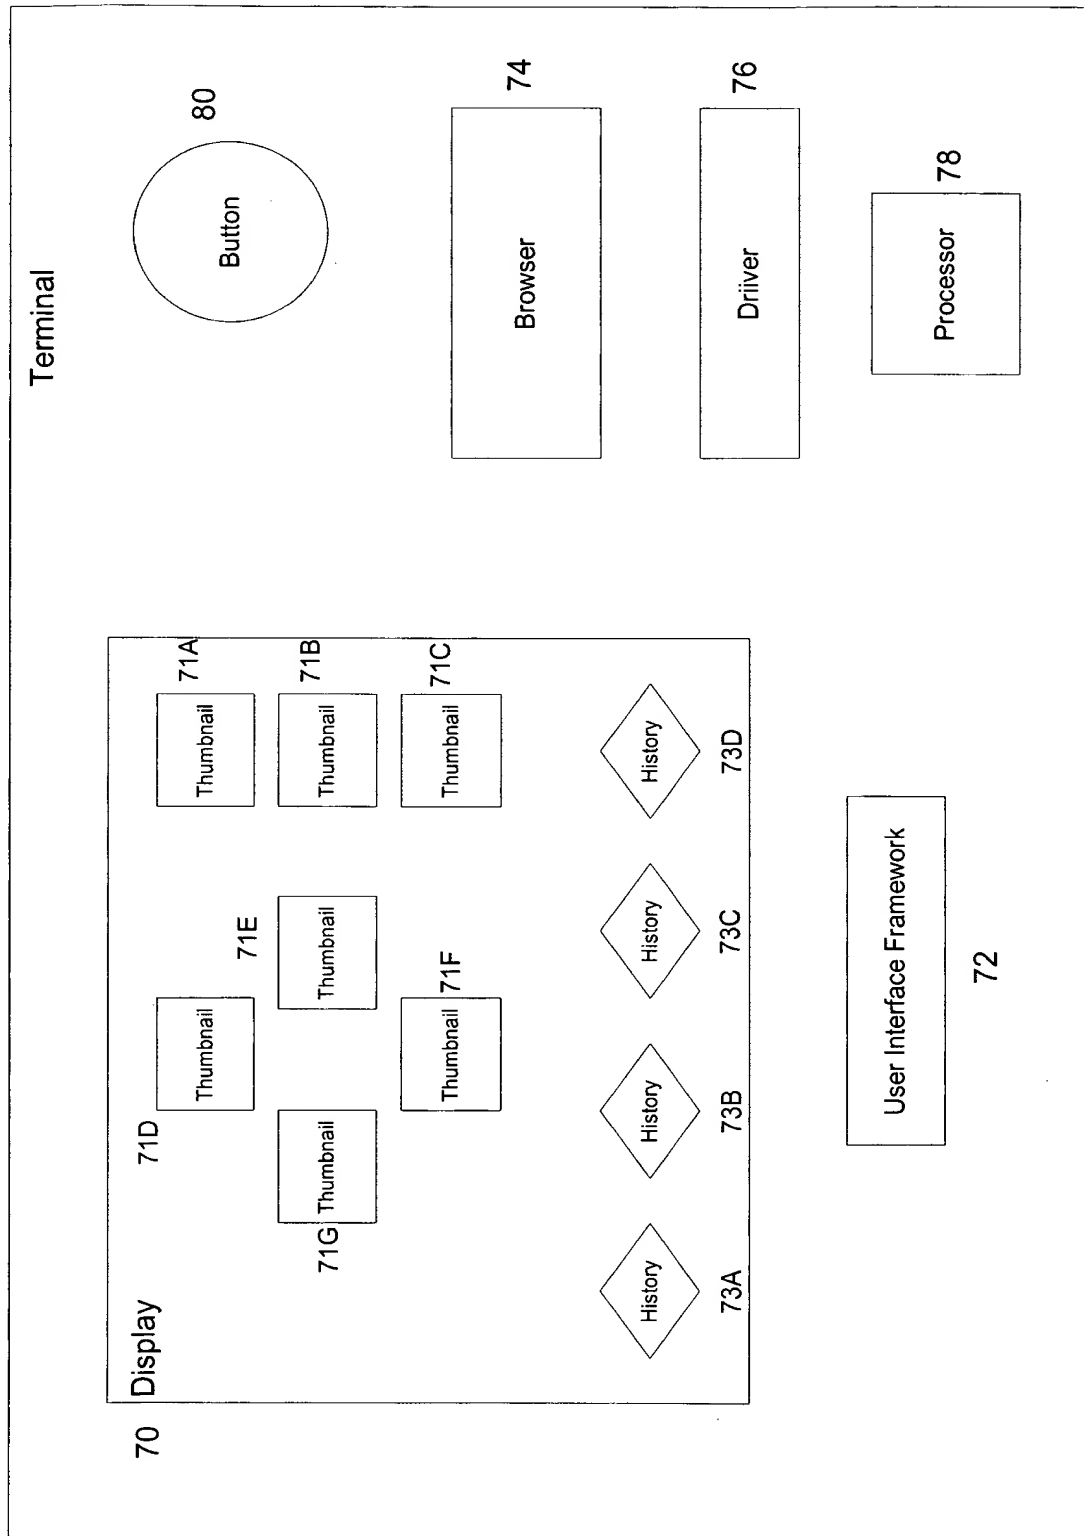 Terminal
70
Display
71D
Thumbnail
Thumbnail
71A
71E
71G
Thumbnail
Thumbnail
Thumbnail
71B
Thumbnail
71F
Thumbnail
71C
History
History
History
History
73A
73B
73C
73D
User Interface Framework
72
Button
80
Browser
74
Driiver
76
Processor
78